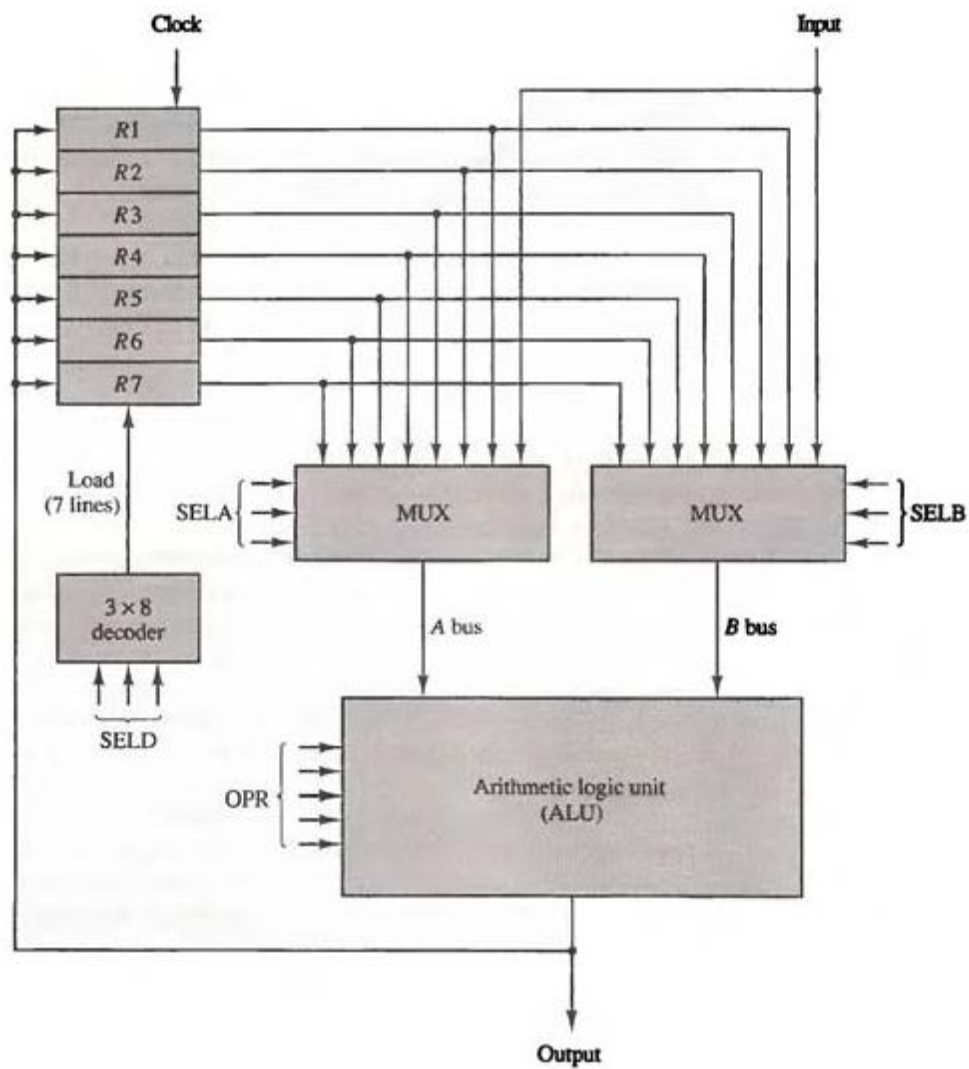 Clock
Input
R1
R2
R3
R4
R5
R6
R7
Load
(7 lines)
SELA
MUX
MUX
SELB
3 × 8
decoder
A bus
B bus
SELD
OPR
Arithmetic logic unit
(ALU)
Output